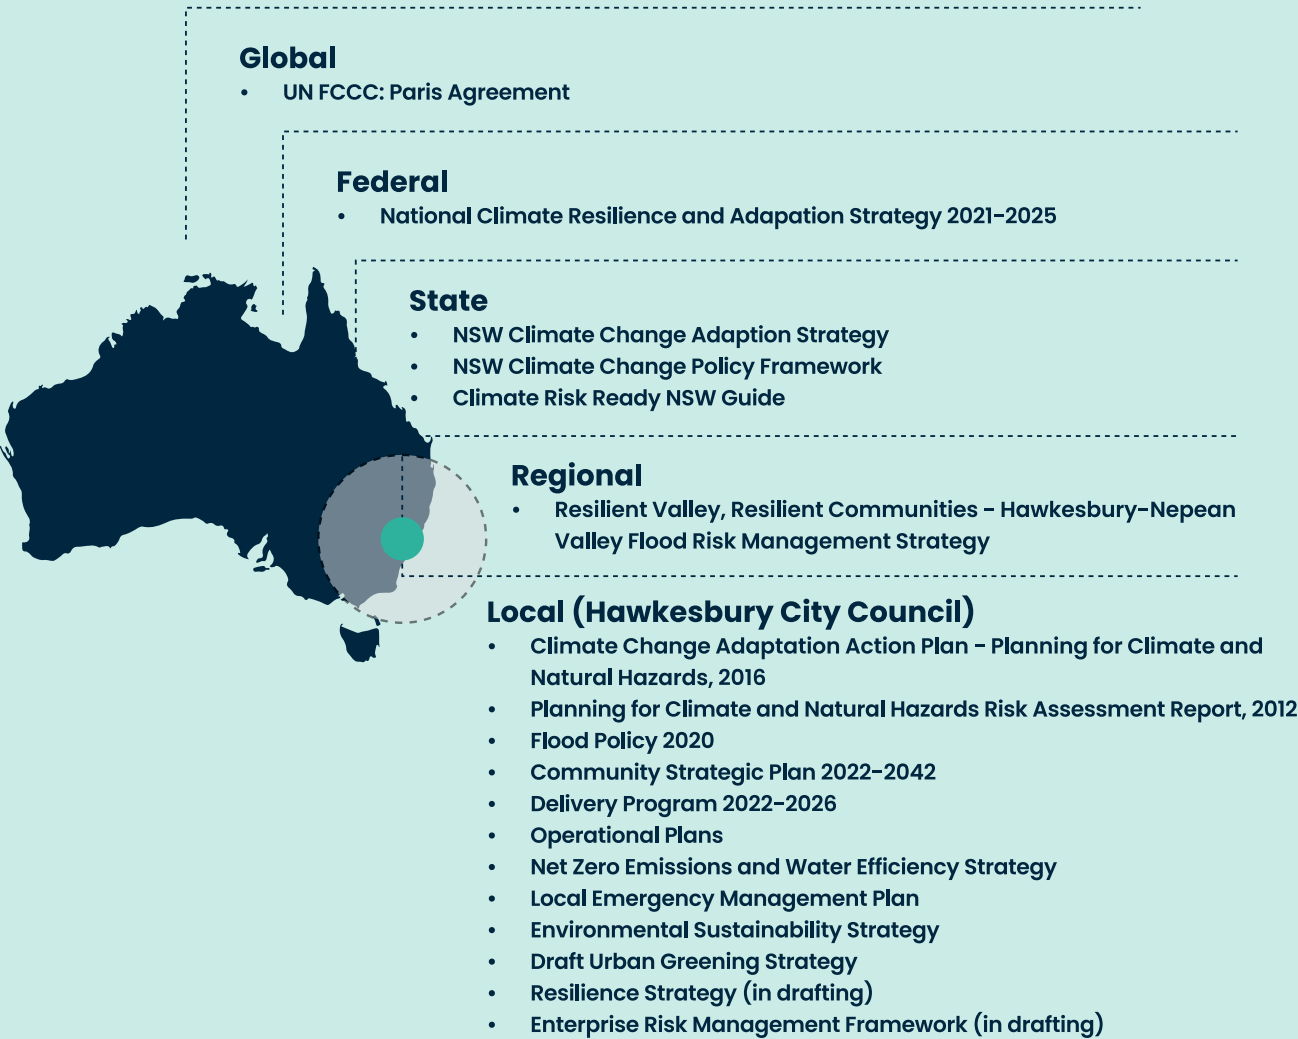 Global
• UN FCCC: Paris Agreement
Federal
• National Climate Resilience and Adapation Strategy 2021-2025
State
• NSW Climate Change Adaption Strategy
• NSW Climate Change Policy Framework
• Climate Risk Ready NSW Guide
Regional
• Resilient Valley, Resilient Communities - Hawkesbury-Nepean
Valley Flood Risk Management Strategy
Local (Hawkesbury City Council)
• Climate Change Adaptation Action Plan - Planning for Climate and
Natural Hazards, 2016
• Planning for Climate and Natural Hazards Risk Assessment Report, 2012
• Flood Policy 2020
• Community Strategic Plan 2022-2042
• Delivery Program 2022-2026
• Operational Plans
• Net Zero Emissions and Water Efficiency Strategy
• Local Emergency Management Plan
• Environmental Sustainability Strategy
• Draft Urban Greening Strategy
• Resilience Strategy (in drafting)
• Enterprise Risk Management Framework (in drafting)